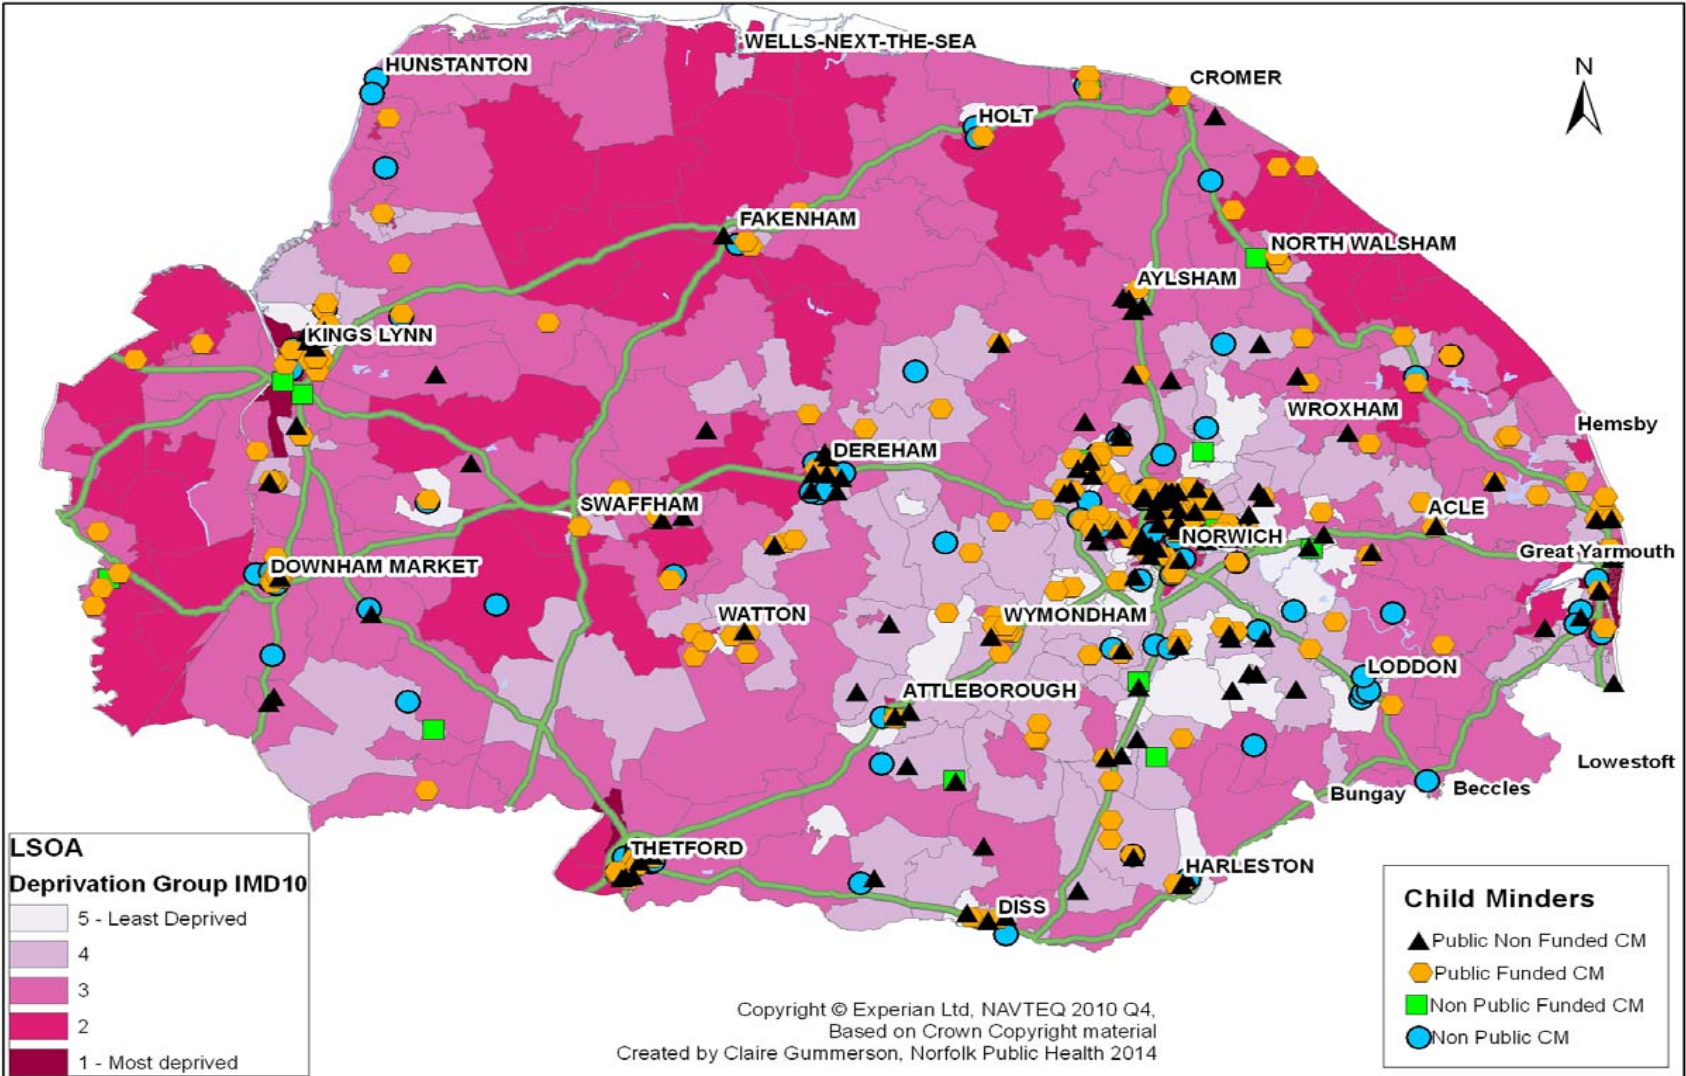 WELLS-NEXT-THE-SEA
HUNSTANTON
CROMER
N
HOLT
FAKENHAM
NORTH WALSHAM
AYLSHAM
KINGS LYNN
WROXHAM
Hemsby
DEREHAM
SWAFFHAM
ACLE
NORWICH
Great Yarmouth
DOWNHAM MARKET
WATTON
WYMONDHAM
LODDON
ATTLEBOROUGH
Lowestoft
Bungay
Beccles
THETFORD
HARLESTON
DISS
LSOA
Deprivation Group IMD10
5 - Least Deprived
4
3
2
1 - Most deprived
Child Minders
Public Non Funded CM
Public Funded CM
Non Public Funded CM
Non Public CM
Copyright © Experian Ltd, NAVTEQ 2010 Q4,
Based on Crown Copyright material
Created by Claire Gummerson, Norfolk Public Health 2014